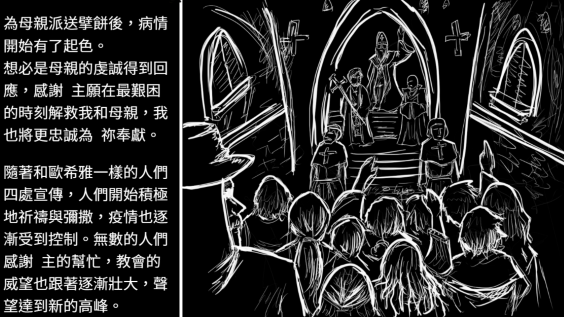 為母親派送擘餅後，病情
開始有了起色。
想必是母親的虔誠得到回
應，感謝 主願在最艱困
的時刻解救我和母親，我
也將更忠誠為 祢奉獻。
隨著和歐希雅一樣的人們
四處宣傳，人們開始積極
地祈禱與彌撒，疫情也逐
漸受到控制。無數的人們
感謝 主的幫忙，教會的
威望也跟著逐漸壯大，聲
望達到新的高峰。